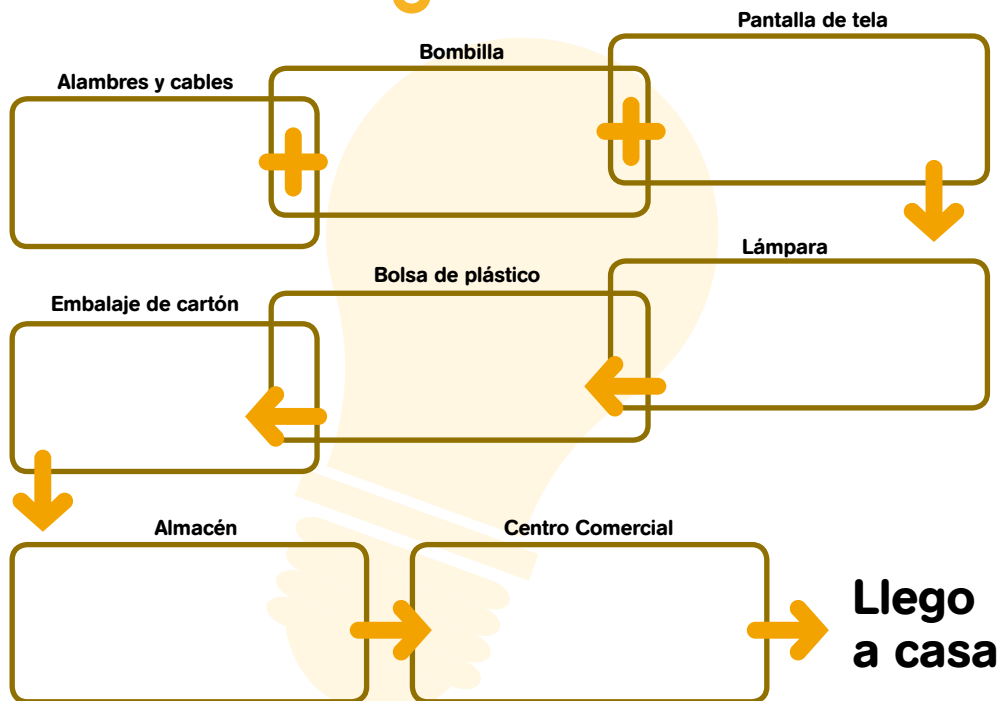 Alambres y cables
Bombilla
Pantalla de tela
Embalaje de cartón
Bolsa de plástico
Lámpara
Almacén
Centro Comercial
Llego
a casa